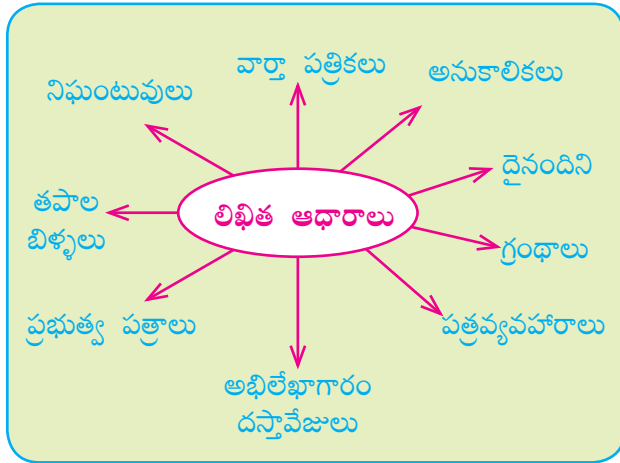 వార్తా పత్రికలు
అనుకాలికలు
నిఘంటువులు
దైనందిని
తపాల
బిళ్ళలు
లిఖిత ఆధారాలు
గ్రంథాలు
ప్రభుత్వ పత్రాలు
పత్రవ్యవహారాలు
అభిలేఖాగారం
దస్తావేజులు